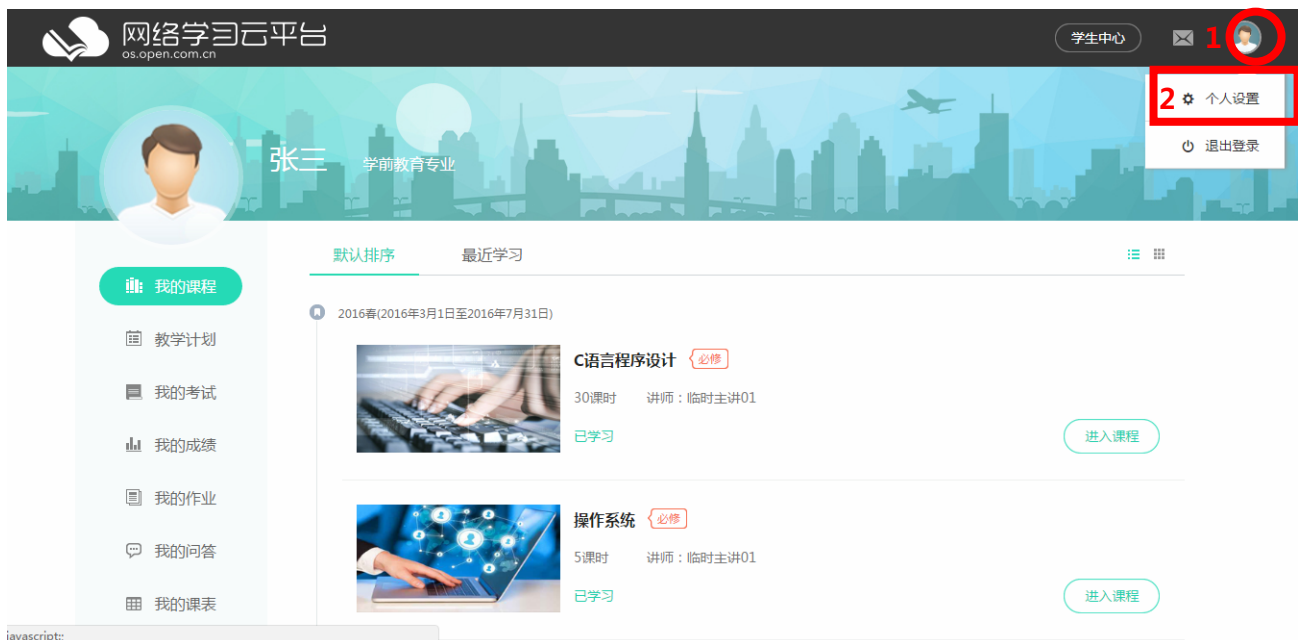 网络学习云平台
os.open.com.cn
学生中心
1
2 个人设置
退出登录
张三 学前教育专业
默认排序 最近学习
我的课程
教学计划
我的考试
我的成绩
我的作业
我的问答
我的课表
2016春(2016年3月1日至2016年7月31日)
C语言程序设计 必修
30课时 讲师：临时主讲01
已学习 进入课程
操作系统 必修
5课时 讲师：临时主讲01
已学习 进入课程
javascript:;